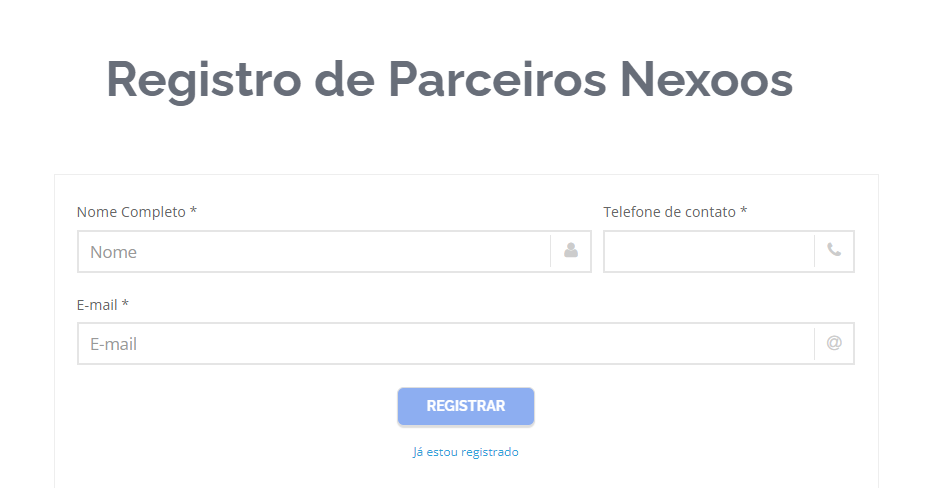 Registro de Parceiros Nexoos
Nome Completo *
Telefone de contato *
Nome
E-mail *
E-mail
@
REGISTRAR
Já estou registrado